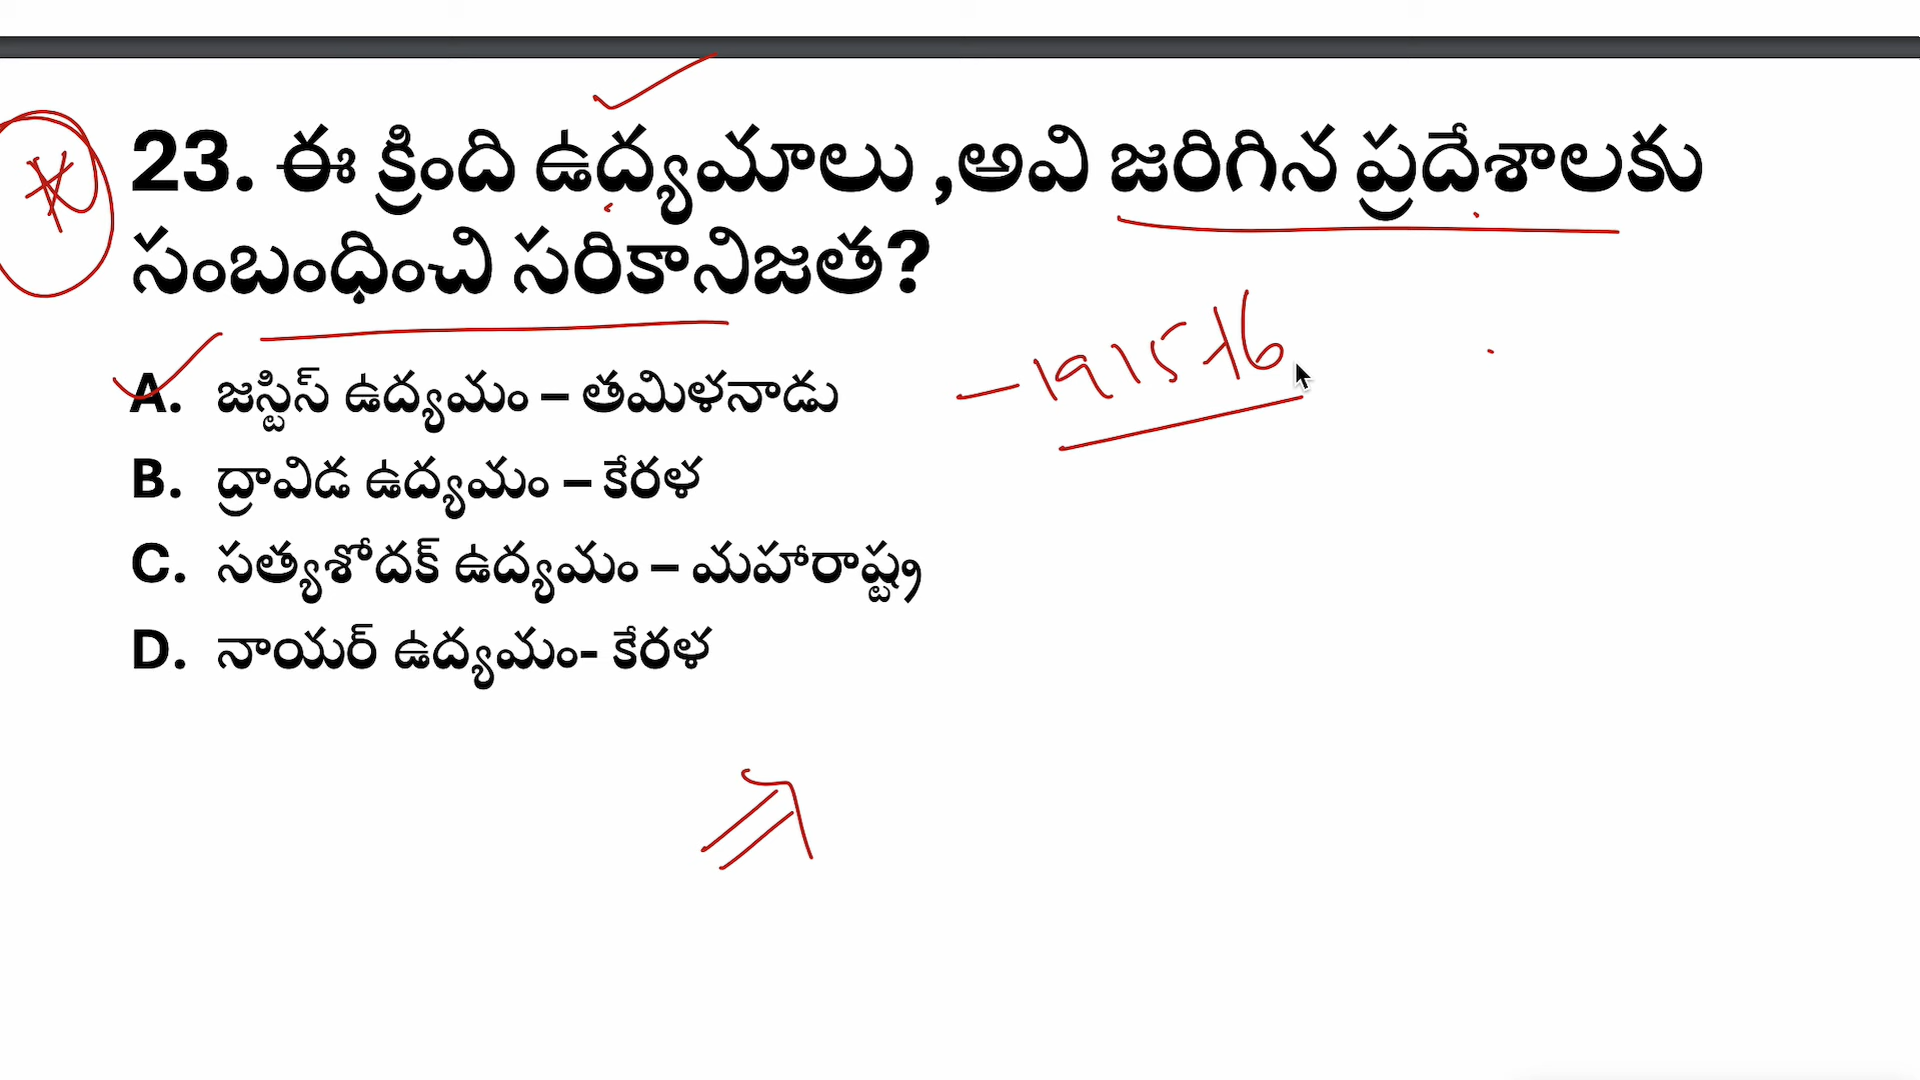 23. ఈ క్రింది ఉద్యమాలు ,అవి జరిగిన ప్రదేశాలకు
సంబంధించి సరికానిజత?
A. జస్టిస్ ఉద్యమం – తమిళనాడు
– 1915-16
B. ద్రావిడ ఉద్యమం – కేరళ
C. సత్యశోదక్ ఉద్యమం – మహారాష్ట్ర
D. నాయర్ ఉద్యమం- కేరళ